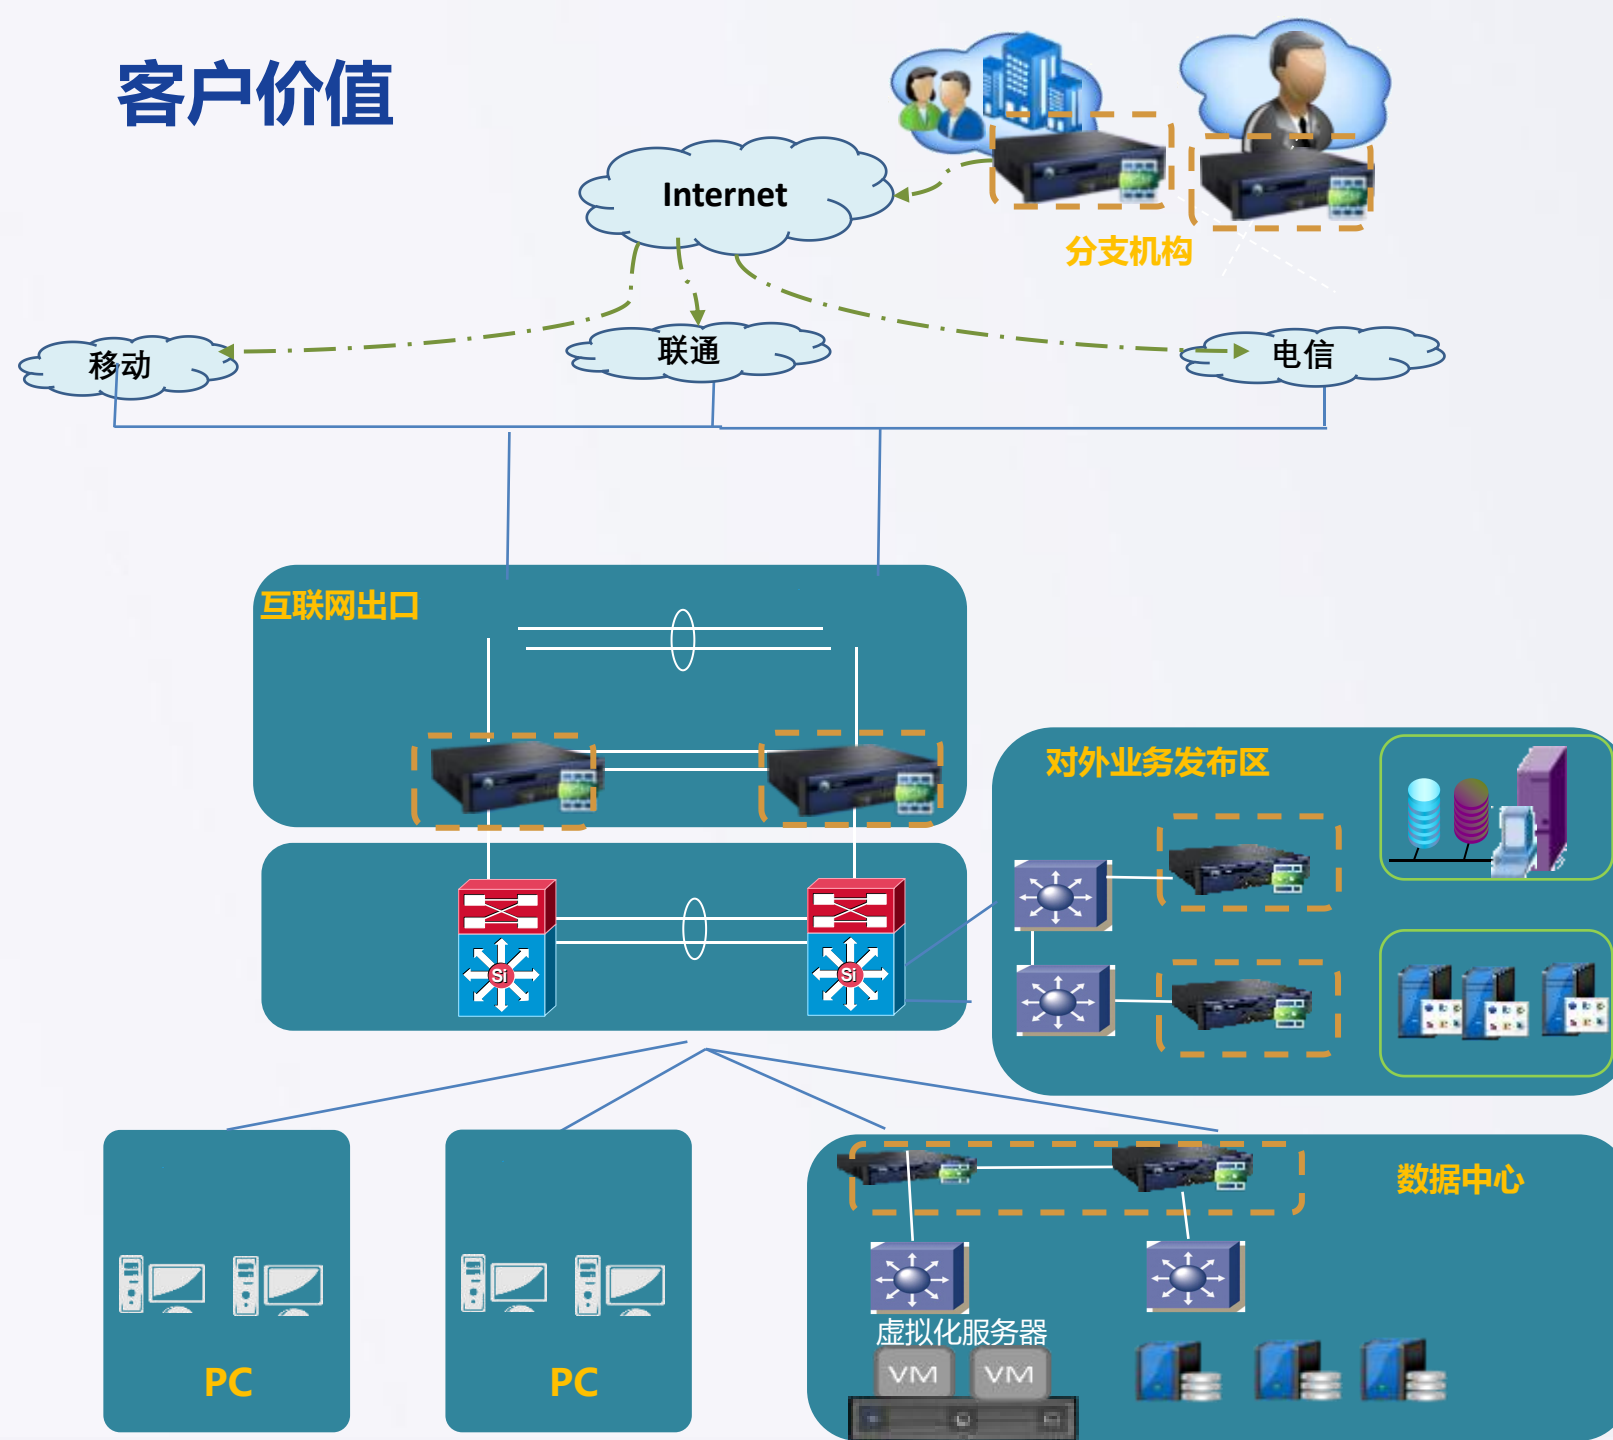 客户价值
Internet
分支机构
移动
联通
电信
互联网出口
对外业务发布区
Si
Si
数据中心
虚拟化服务器
VM
VM
PC
PC